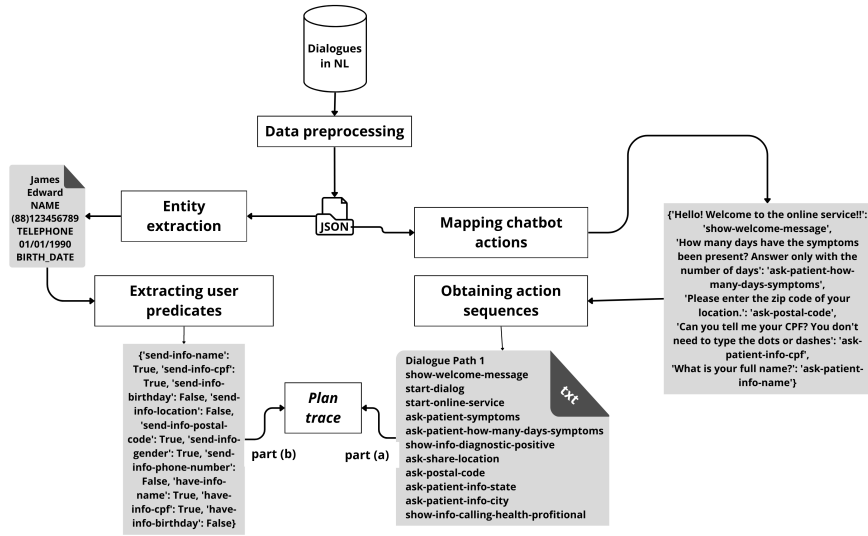 Dialogues
in NL
Data preprocessing
James
Edward
NAME
(88)123456789
TELEPHONE
01/01/1990
BIRTH_DATE
Entity
extraction
JSON
Mapping chatbot
actions
{'Hello! Welcome to the online service!!':
'show-welcome-message',
'How many days have the symptoms
been present? Answer only with the
number of days': 'ask-patient-how-
many-days-symptoms',
'Please enter the zip code of your
location.': 'ask-postal-code',
'Can you tell me your CPF? You don't
need to type the dots or dashes': 'ask-
patient-info-cpf',
'What is your full name?': 'ask-patient-
info-name'}
Extracting user
predicates
Obtaining action
sequences
{'send-info-name':
True, 'send-info-cpf':
True, 'send-info-
birthday': False, 'send-
info-location': False,
'send-info-postal-
code': True, 'send-info-
gender': True, 'send-
info-phone-number':
False, 'have-info-
name': True, 'have-
info-cpf': True, 'have-
info-birthday': False}
Plan
trace
part (b)
part (a)
Dialogue Path 1
show-welcome-message
start-dialog
start-online-service
ask-patient-symptoms
ask-patient-how-many-days-symptoms
show-info-diagnostic-positive
ask-share-location
ask-postal-code
ask-patient-info-state
ask-patient-info-city
show-info-calling-health-profitional
txt